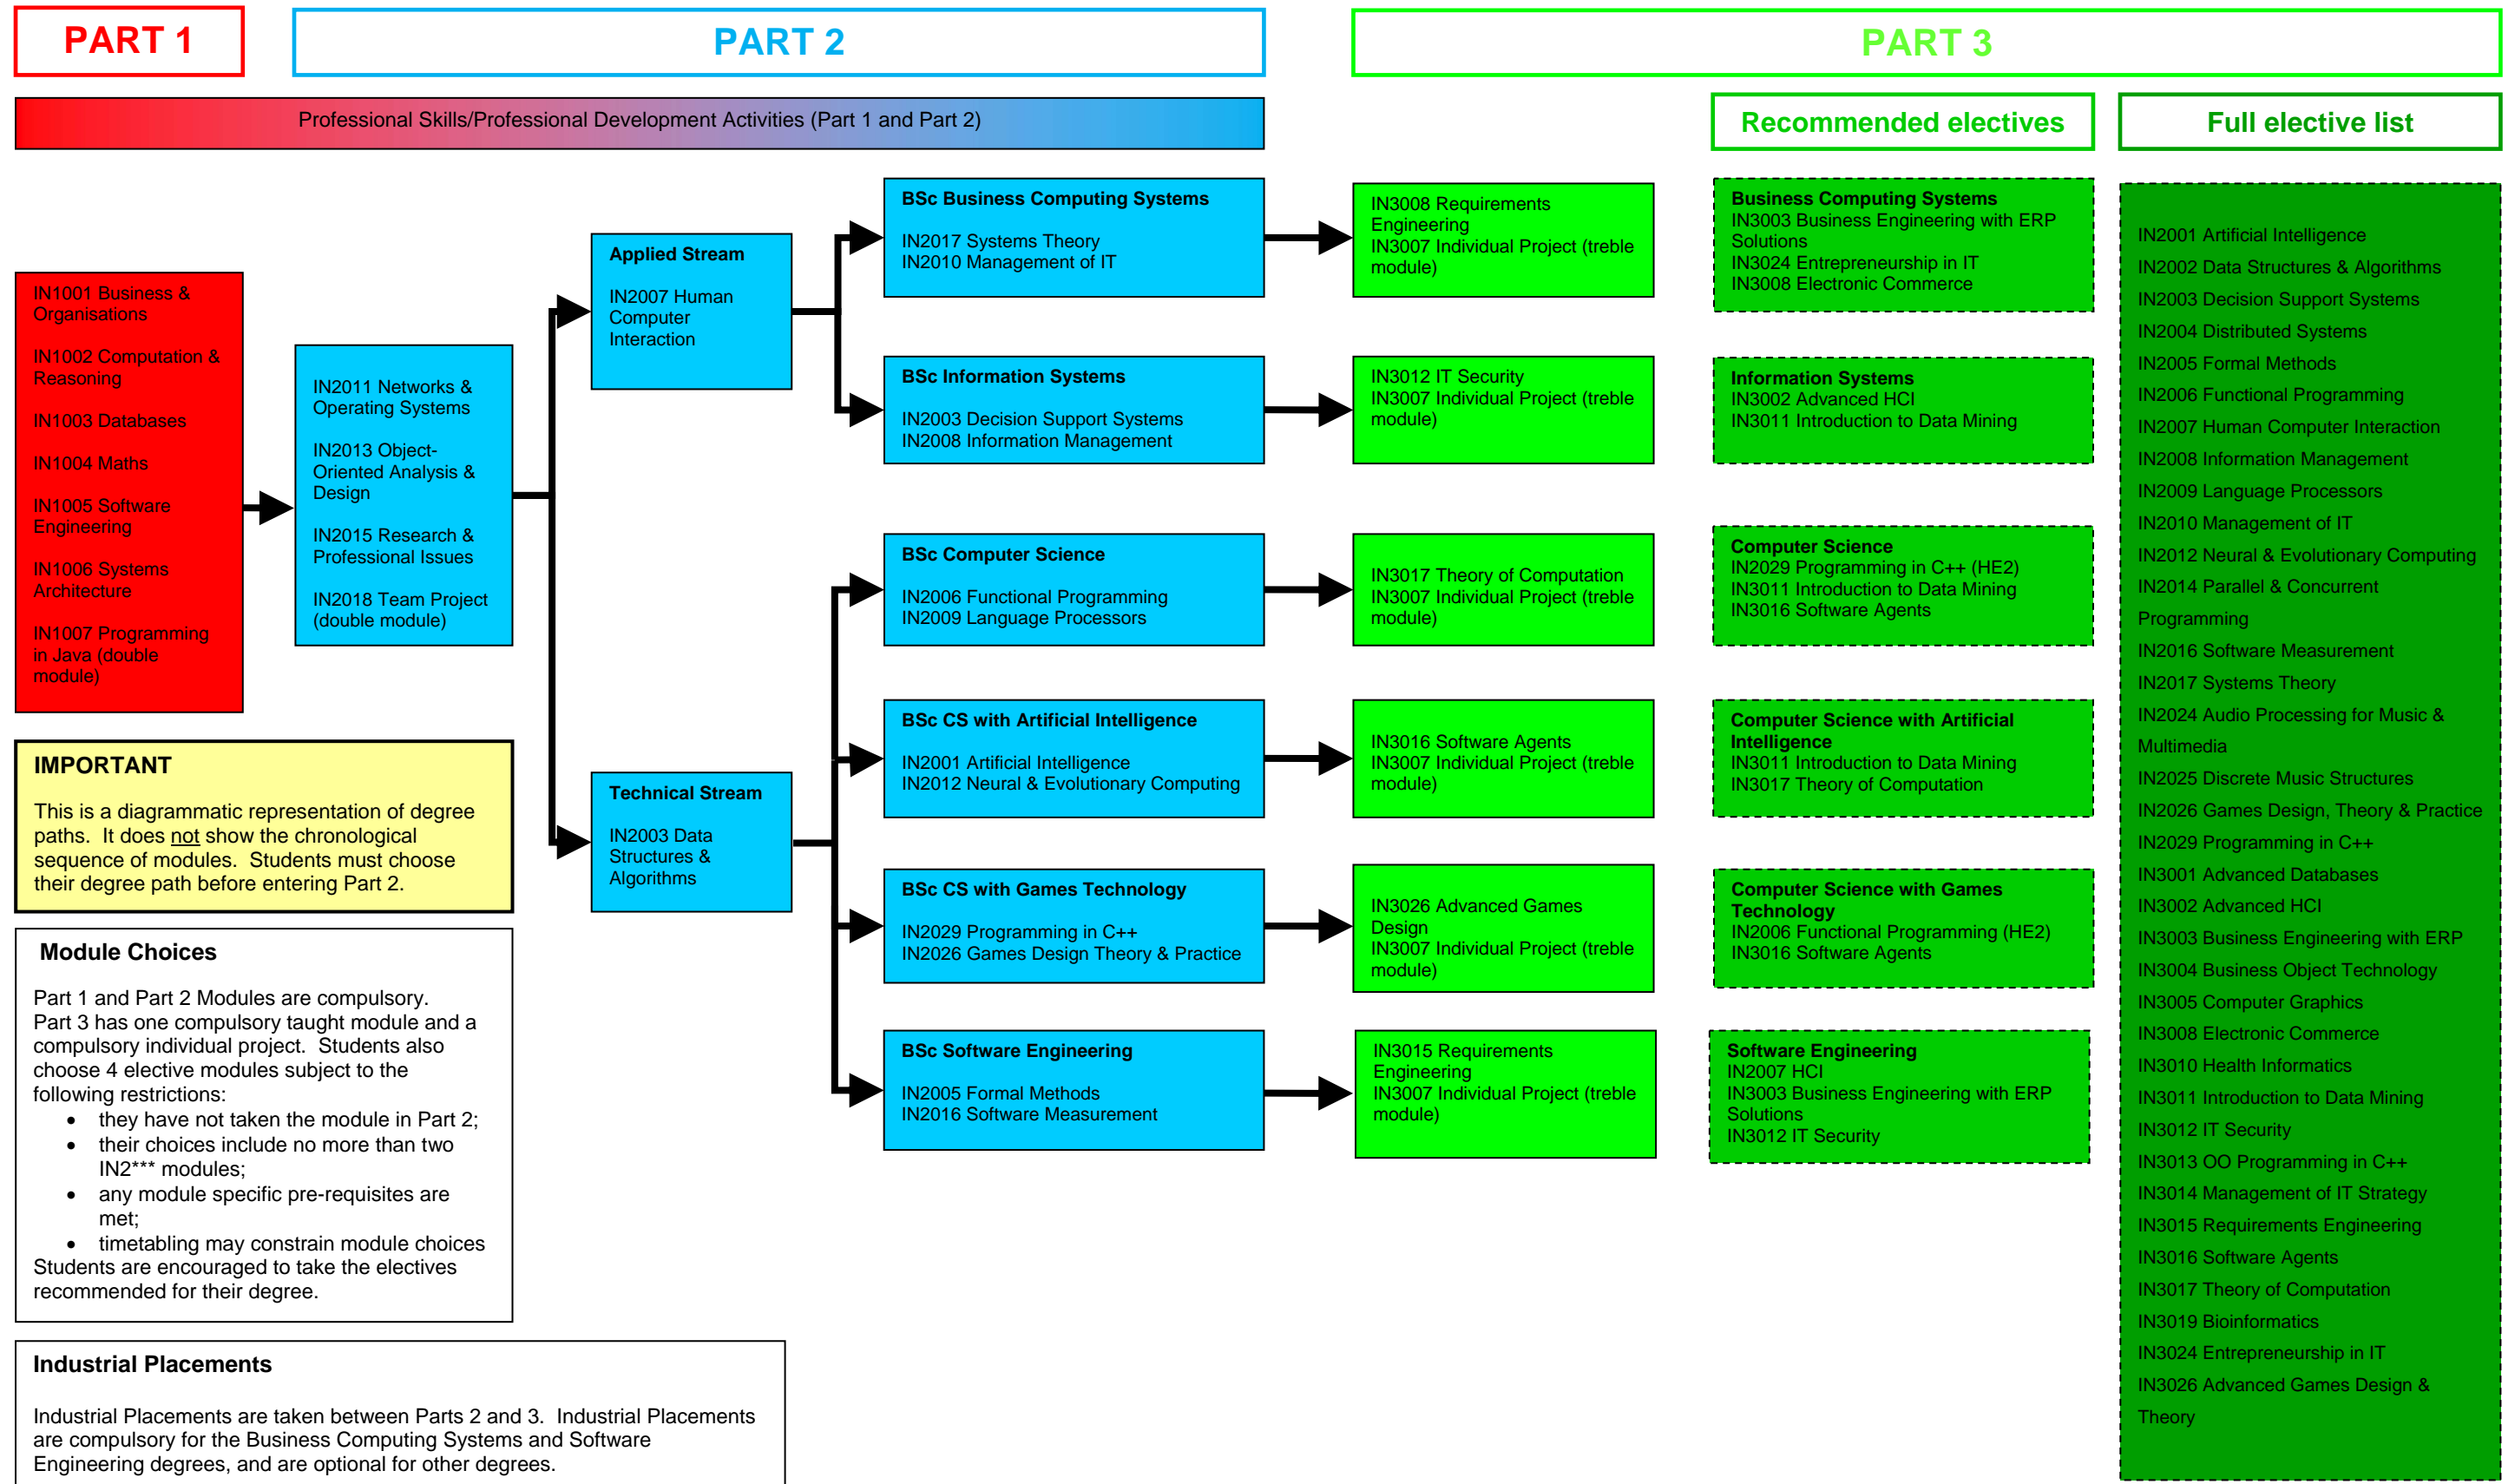 PART 1
PART 2
PART 3
Professional Skills/Professional Development Activities (Part 1 and Part 2)
Recommended electives
Full elective list
IN1001 Business &
Organisations
IN1002 Computation &
Reasoning
IN1003 Databases
IN1004 Maths
IN1005 Software
Engineering
IN1006 Systems
Architecture
IN1007 Programming
in Java (double
module)
IN2011 Networks &
Operating Systems
IN2013 Object-
Oriented Analysis &
Design
IN2015 Research &
Professional Issues
IN2018 Team Project
(double module)
Applied Stream
IN2007 Human
Computer
Interaction
Technical Stream
IN2003 Data
Structures &
Algorithms
BSc Business Computing Systems
IN2017 Systems Theory
IN2010 Management of IT
BSc Information Systems
IN2003 Decision Support Systems
IN2008 Information Management
BSc Computer Science
IN2006 Functional Programming
IN2009 Language Processors
BSc CS with Artificial Intelligence
IN2001 Artificial Intelligence
IN2012 Neural & Evolutionary Computing
BSc CS with Games Technology
IN2029 Programming in C++
IN2026 Games Design Theory & Practice
BSc Software Engineering
IN2005 Formal Methods
IN2016 Software Measurement
IN3008 Requirements
Engineering
IN3007 Individual Project (treble
module)
IN3012 IT Security
IN3007 Individual Project (treble
module)
IN3017 Theory of Computation
IN3007 Individual Project (treble
module)
IN3016 Software Agents
IN3007 Individual Project (treble
module)
IN3026 Advanced Games
Design
IN3007 Individual Project (treble
module)
IN3015 Requirements
Engineering
IN3007 Individual Project (treble
module)
Business Computing Systems
IN3003 Business Engineering with ERP
Solutions
IN3024 Entrepreneurship in IT
IN3008 Electronic Commerce
Information Systems
IN3002 Advanced HCI
IN3011 Introduction to Data Mining
Computer Science
IN2029 Programming in C++ (HE2)
IN3011 Introduction to Data Mining
IN3016 Software Agents
Computer Science with Artificial
Intelligence
IN3011 Introduction to Data Mining
IN3017 Theory of Computation
Computer Science with Games
Technology
IN2006 Functional Programming (HE2)
IN3016 Software Agents
Software Engineering
IN2007 HCI
IN3003 Business Engineering with ERP
Solutions
IN3012 IT Security
IN2001 Artificial Intelligence
IN2002 Data Structures & Algorithms
IN2003 Decision Support Systems
IN2004 Distributed Systems
IN2005 Formal Methods
IN2006 Functional Programming
IN2007 Human Computer Interaction
IN2008 Information Management
IN2009 Language Processors
IN2010 Management of IT
IN2012 Neural & Evolutionary Computing
IN2014 Parallel & Concurrent
Programming
IN2016 Software Measurement
IN2017 Systems Theory
IN2024 Audio Processing for Music &
Multimedia
IN2025 Discrete Music Structures
IN2026 Games Design, Theory & Practice
IN2029 Programming in C++
IN3001 Advanced Databases
IN3002 Advanced HCI
IN3003 Business Engineering with ERP
IN3004 Business Object Technology
IN3005 Computer Graphics
IN3008 Electronic Commerce
IN3010 Health Informatics
IN3011 Introduction to Data Mining
IN3012 IT Security
IN3013 OO Programming in C++
IN3014 Management of IT Strategy
IN3015 Requirements Engineering
IN3016 Software Agents
IN3017 Theory of Computation
IN3019 Bioinformatics
IN3024 Entrepreneurship in IT
IN3026 Advanced Games Design &
Theory
IMPORTANT
This is a diagrammatic representation of degree
paths. It does not show the chronological
sequence of modules. Students must choose
their degree path before entering Part 2.
Module Choices
Part 1 and Part 2 Modules are compulsory.
Part 3 has one compulsory taught module and a
compulsory individual project. Students also
choose 4 elective modules subject to the
following restrictions:
• they have not taken the module in Part 2;
• their choices include no more than two
IN2*** modules;
• any module specific pre-requisites are
met;
• timetabling may constrain module choices
Students are encouraged to take the electives
recommended for their degree.
Industrial Placements
Industrial Placements are taken between Parts 2 and 3. Industrial Placements
are compulsory for the Business Computing Systems and Software
Engineering degrees, and are optional for other degrees.